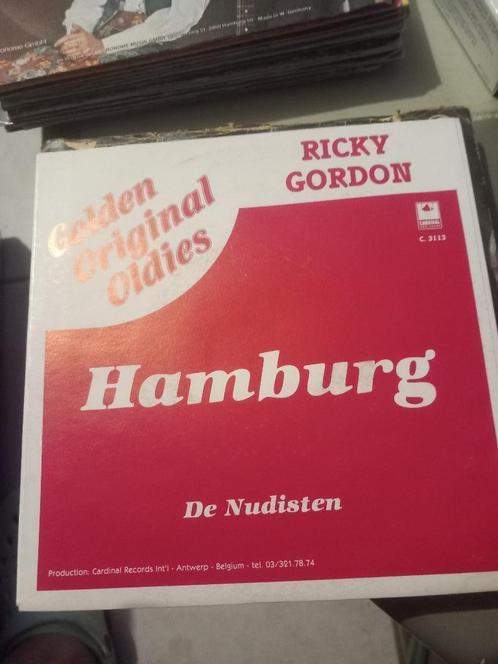 Made in W. Germany
RICKY
GORDON
Golden
Original
Oldies
CARDINAL
C. 3113
Hamburg
De Nudisten
Production: Cardinal Records Int'l - Antwerp - Belgium - tel. 03/321.78.74